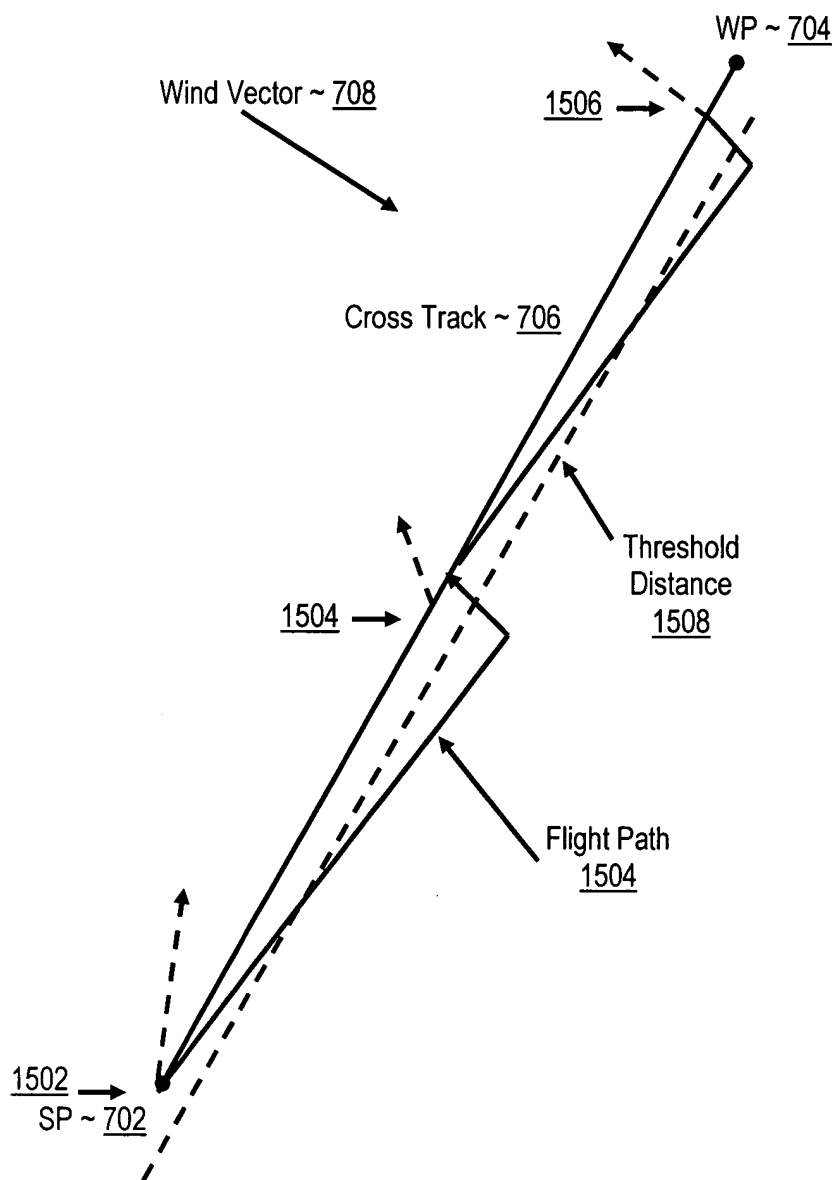 WP ~ 704
Wind Vector ~ 708
1506
Cross Track ~ 706
Threshold
Distance
1508
1504
Flight Path
1504
1502
SP ~ 702